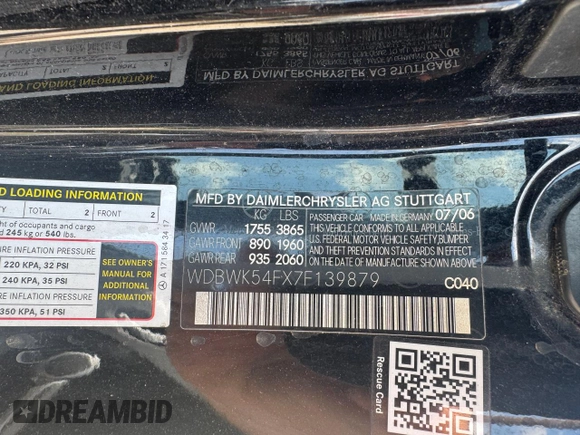 MFD BY DAIMLERCHRYSLER AG STUTTGART
07/06
D LOADING INFORMATION
TY TOTAL 2 FRONT 2
ght of occupants and cargo
d 245 kg or 540 lbs.
IRE INFLATION PRESSURE
220 KPA, 32 PSI
240 KPA, 35 PSI
350 KPA, 51 PSI
SEE OWNER'S
MANUAL FOR
ADDITIONAL
INFORMATION
A 171 584 34 17
MFD BY DAIMLERCHRYSLER AG STUTTGART
KG LBS PASSENGER CAR MADE IN GERMANY 07/06
GVWR 1755 3865
GAWR FRONT 890 1960
GAWR REAR 935 2060
THIS VEHICLE CONFORMS TO ALL APPLICABLE
U.S. FEDERAL MOTOR VEHICLE SAFETY,BUMPER
AND THEFT PREVENTION STANDARDS IN EFFECT
ON THE DATE OF MANUFACTURE SHOWN ABOVE.
WDBWK54FX7F139879
C040
Rescue Card
DREAMBID